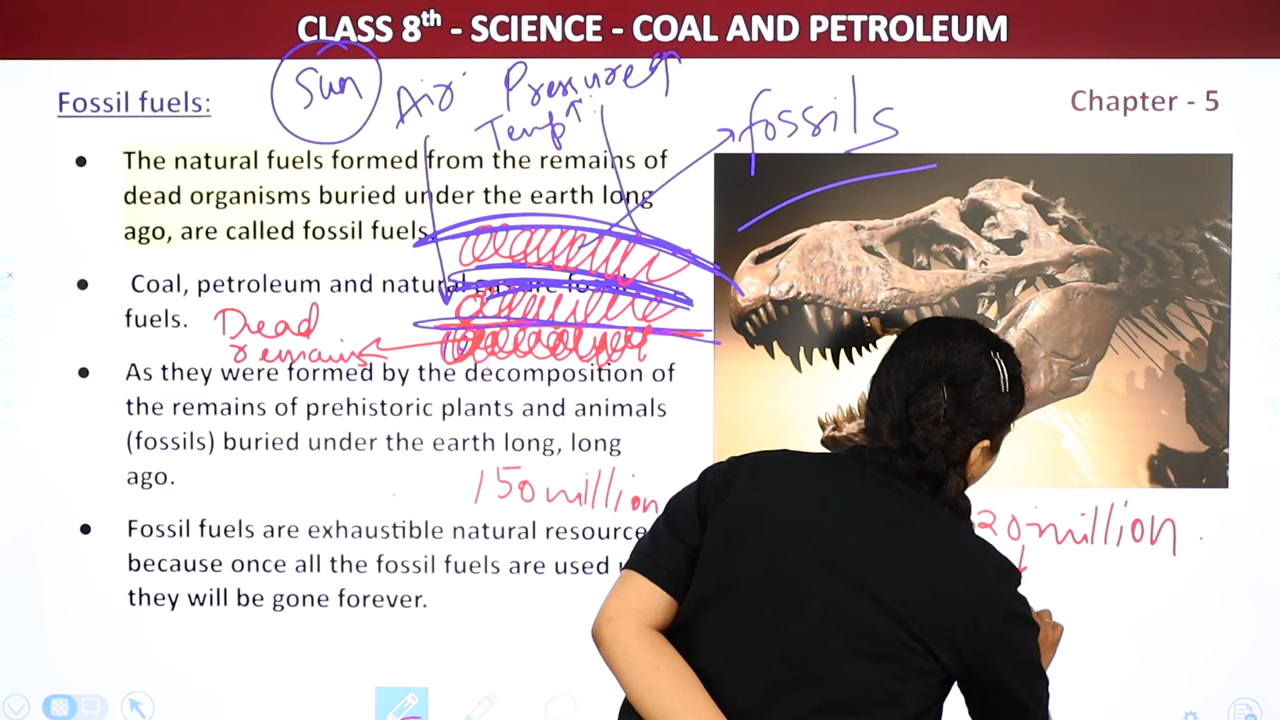 CLASS 8th - SCIENCE - COAL AND PETROLEUM
Fossil fuels:
Sun
Air
Pressure↑
Temp↑
fossils
Chapter - 5
● The natural fuels formed from the remains of
dead organisms buried under the earth long
ago, are called fossil fuels
● Coal, petroleum and natural
fuels.
Dead
remains
● As they were formed by the decomposition of
the remains of prehistoric plants and animals
(fossils) buried under the earth long, long
ago.
150 million
20 million
● Fossil fuels are exhaustible natural resource
because once all the fossil fuels are used
they will be gone forever.